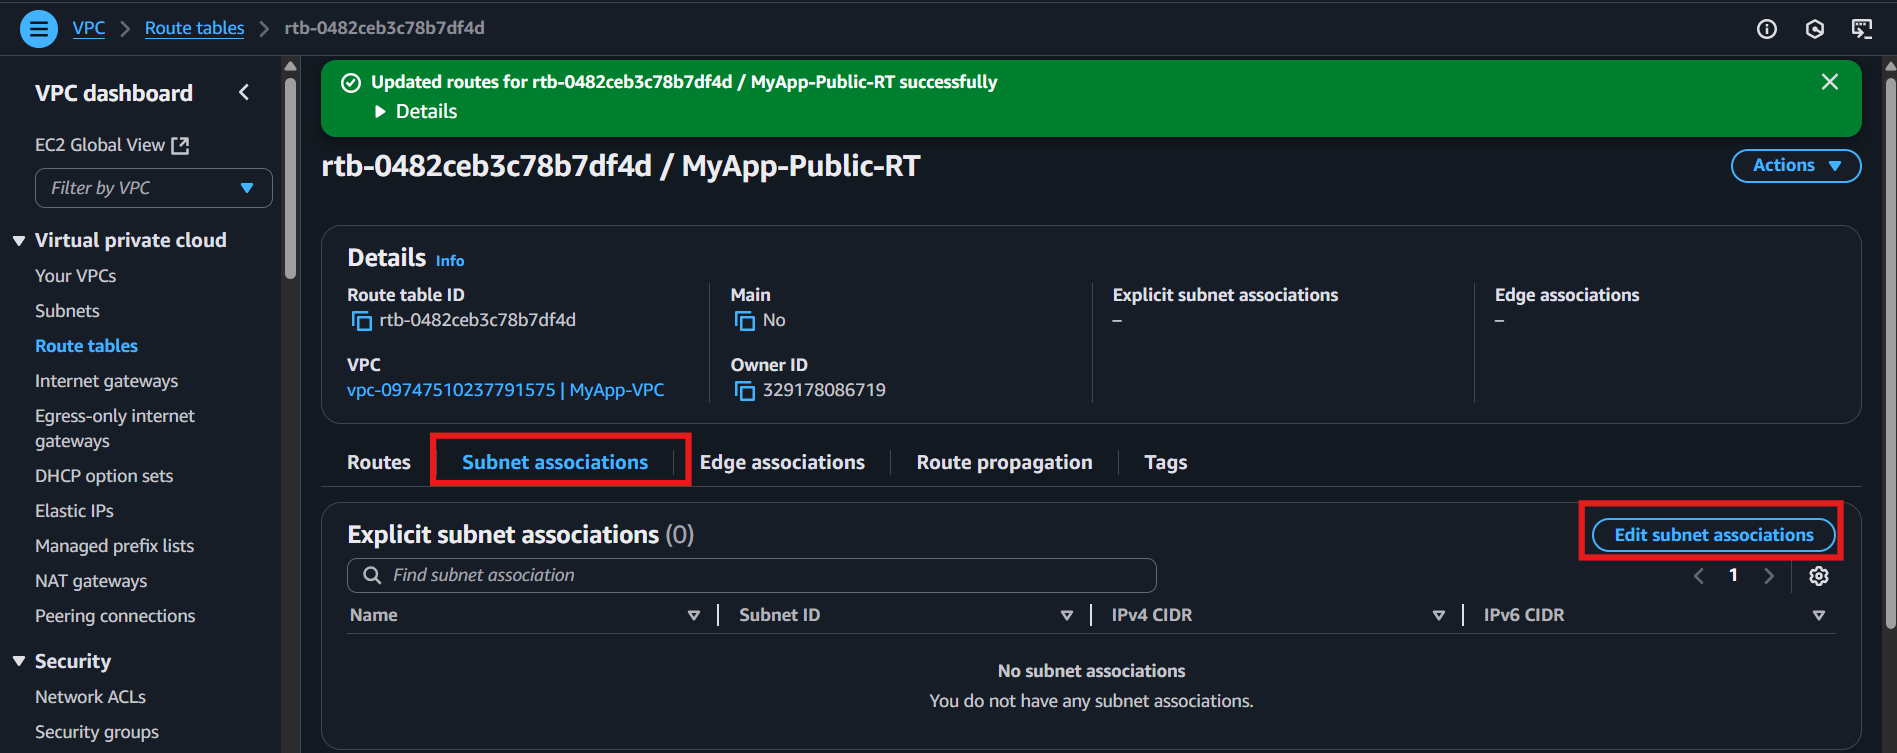 VPC > Route tables > rtb-0482ceb3c78b7df4d
VPC dashboard
EC2 Global View
Filter by VPC
Virtual private cloud
Your VPCs
Subnets
Route tables
Internet gateways
Egress-only internet
gateways
DHCP option sets
Elastic IPs
Managed prefix lists
NAT gateways
Peering connections
Security
Network ACLs
Security groups
Updated routes for rtb-0482ceb3c78b7df4d / MyApp-Public-RT successfully
Details
rtb-0482ceb3c78b7df4d / MyApp-Public-RT
Actions
Details Info
Route table ID
rtb-0482ceb3c78b7df4d
Main
No
Explicit subnet associations
–
Edge associations
–
VPC
vpc-09747510237791575 | MyApp-VPC
Owner ID
329178086719
Routes Subnet associations Edge associations Route propagation Tags
Explicit subnet associations (0)
Edit subnet associations
Find subnet association
1
Name Subnet ID IPv4 CIDR IPv6 CIDR
No subnet associations
You do not have any subnet associations.